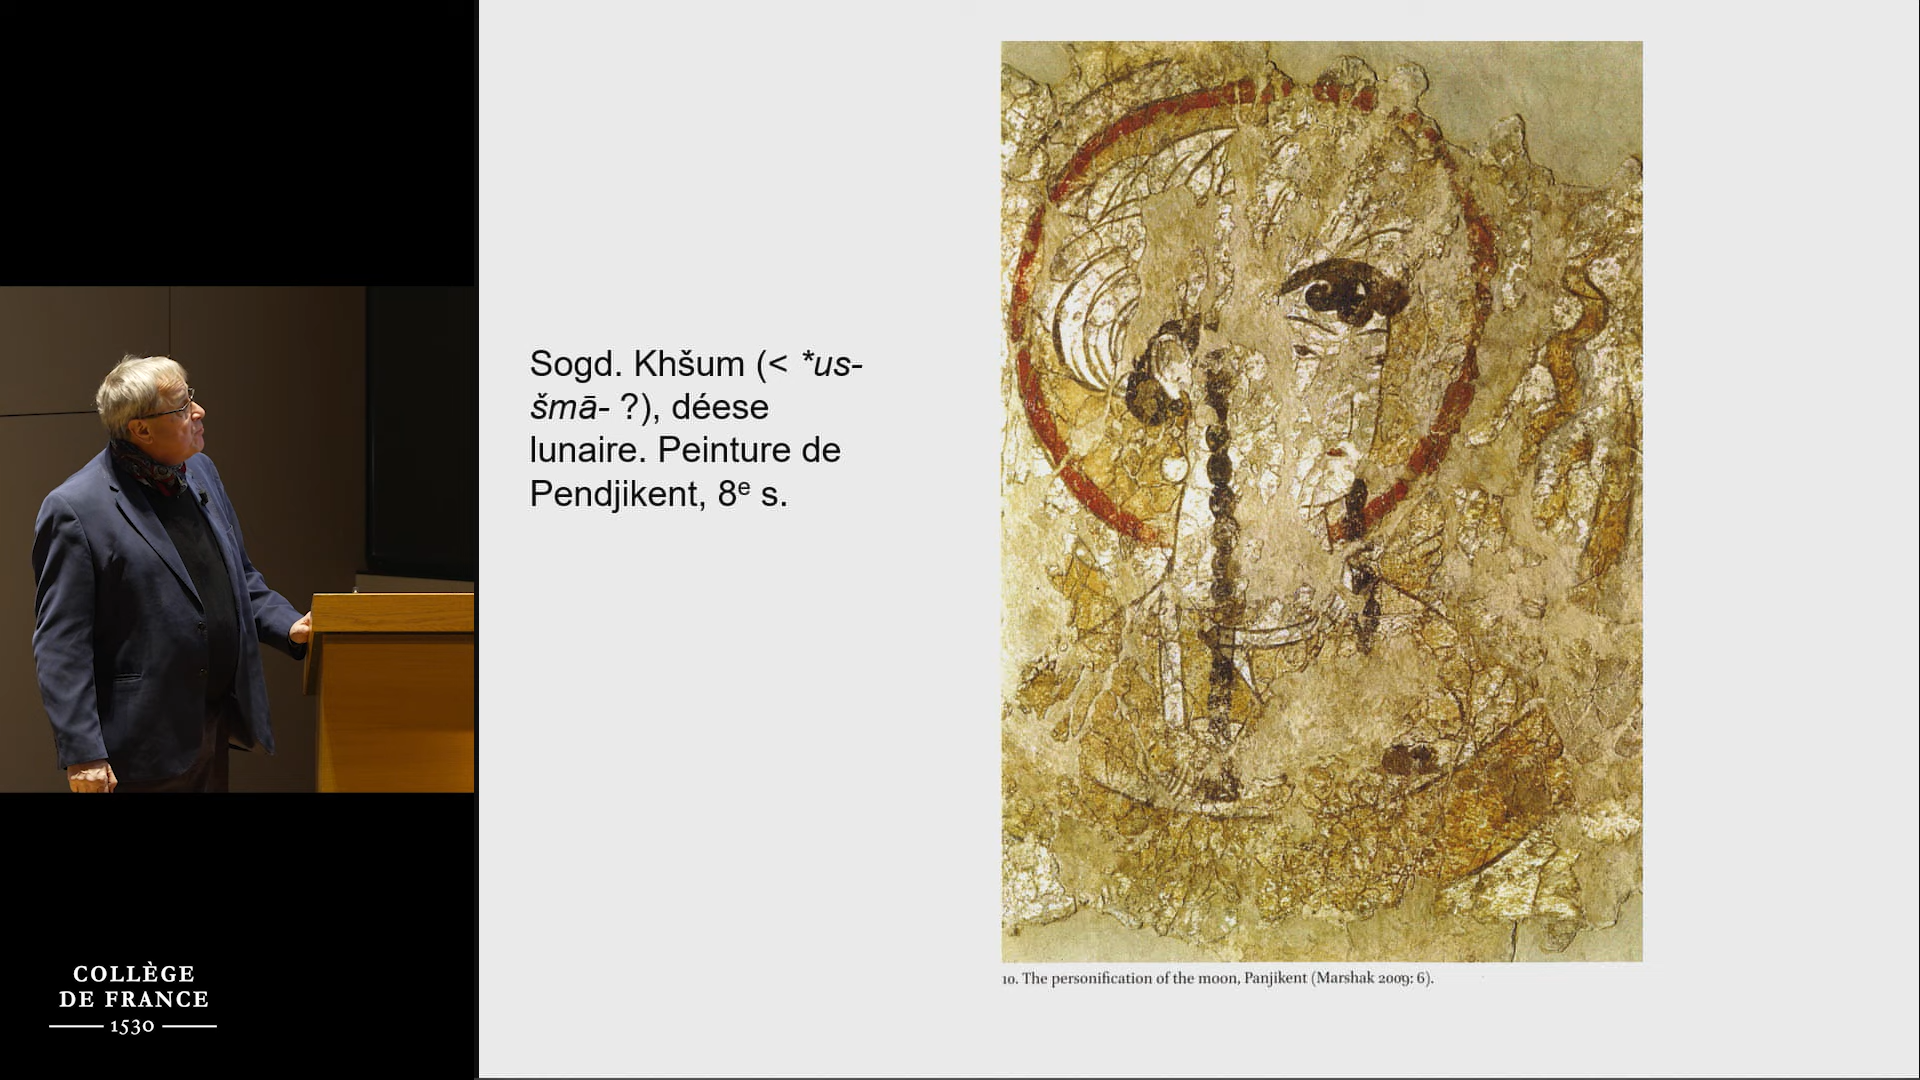 Sogd. Khšum (< *us-
šmā- ?), déese
lunaire. Peinture de
Pendjikent, 8ᵉ s.
10. The personification of the moon, Panjikent (Marshak 2009: 6).
COLLÈGE
DE FRANCE
1530